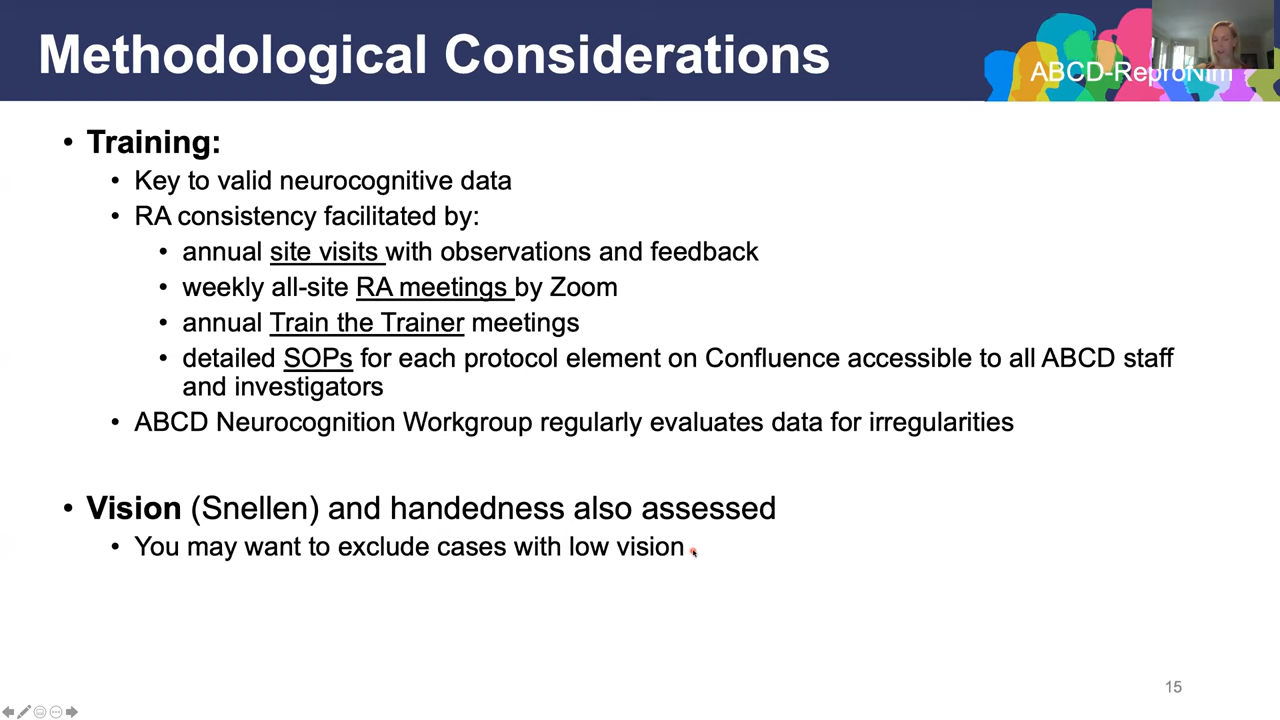 Methodological Considerations
ABCD-ReproNim
• Training:
• Key to valid neurocognitive data
• RA consistency facilitated by:
• annual site visits with observations and feedback
• weekly all-site RA meetings by Zoom
• annual Train the Trainer meetings
• detailed SOPs for each protocol element on Confluence accessible to all ABCD staff
and investigators
• ABCD Neurocognition Workgroup regularly evaluates data for irregularities
• Vision (Snellen) and handedness also assessed
• You may want to exclude cases with low vision
15